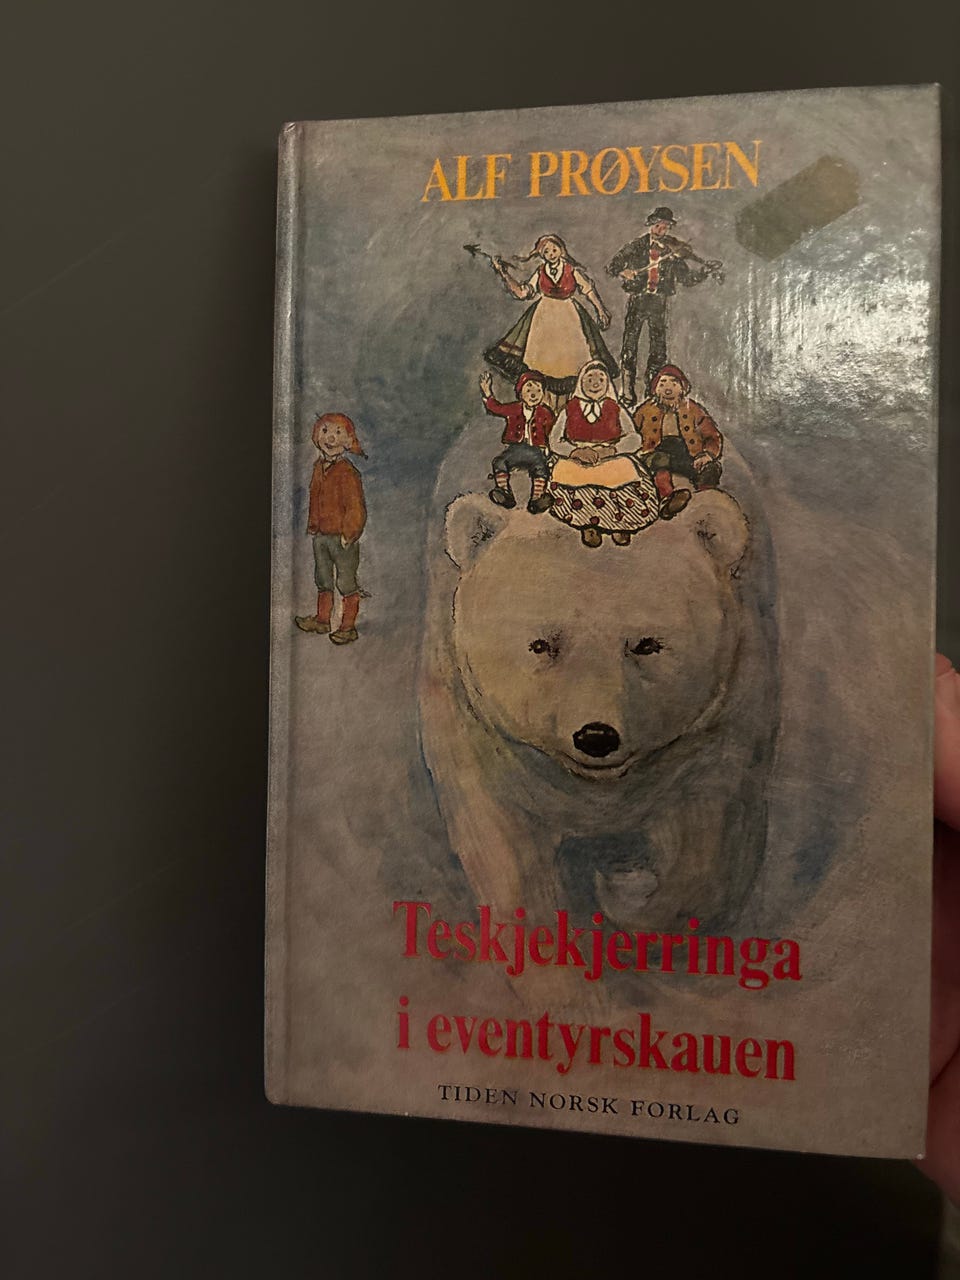 ALF PRØYSEN
Teskjekjerringa
i eventyrskauen
TIDEN NORSK FORLAG